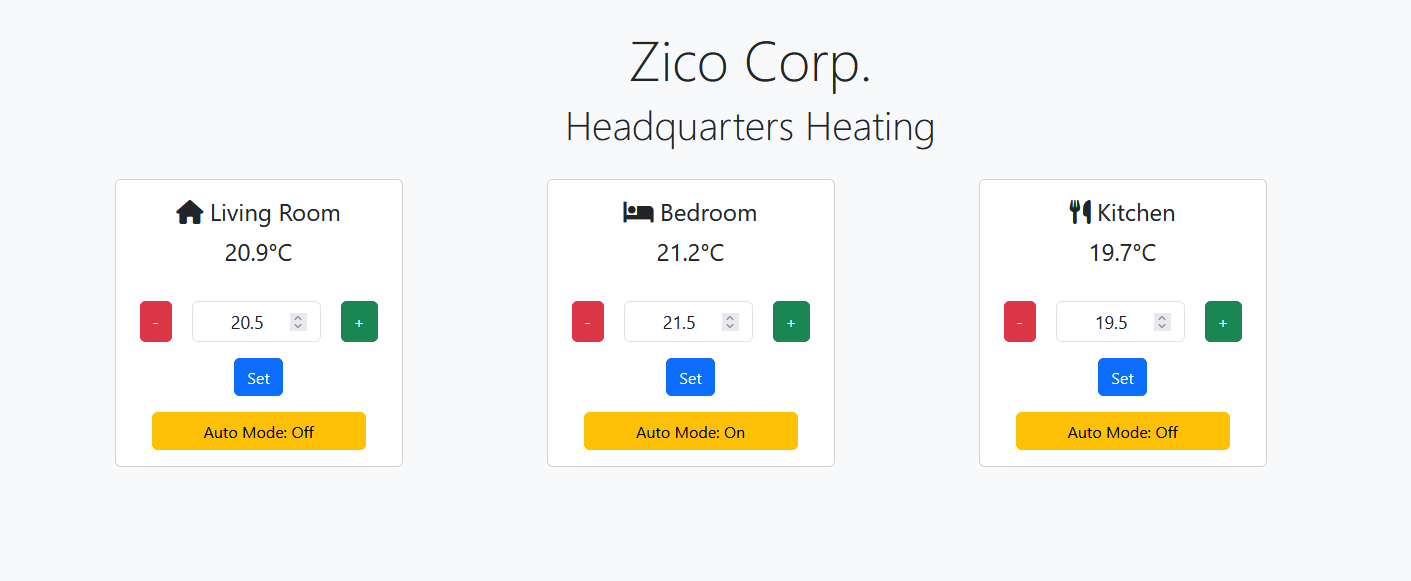 Zico Corp.
Headquarters Heating
Living Room
20.9°C
- 20.5 +
Set
Auto Mode: Off
Bedroom
21.2°C
- 21.5 +
Set
Auto Mode: On
Kitchen
19.7°C
- 19.5 +
Set
Auto Mode: Off